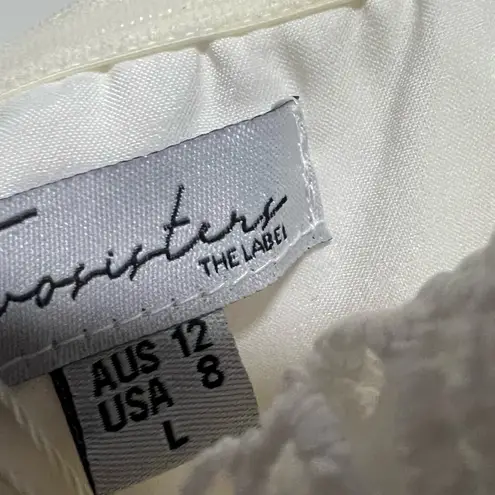 Twosisters
THE LABEL
AUS 12
USA 8
L